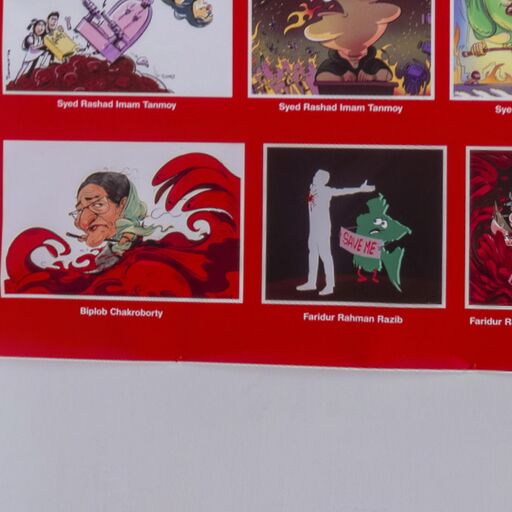 Syed Rashad Imam Tanmoy
Syed Rashad Imam Tanmoy
Sye
SAVE ME
Biplob Chakroborty
Faridur Rahman Razib
Faridur R